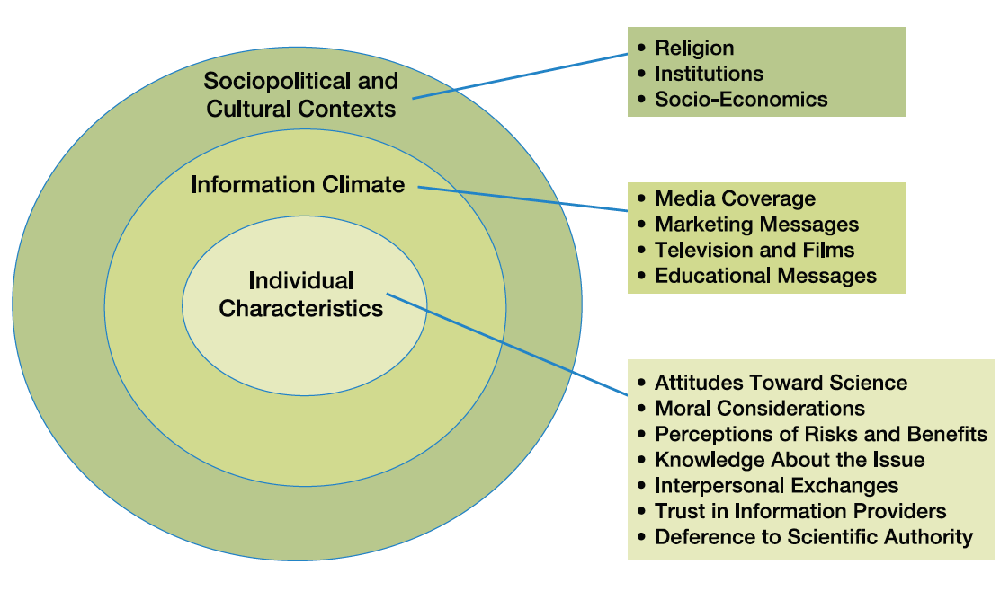 Sociopolitical and
Cultural Contexts
Information Climate
Individual
Characteristics
• Religion
• Institutions
• Socio-Economics
• Media Coverage
• Marketing Messages
• Television and Films
• Educational Messages
• Attitudes Toward Science
• Moral Considerations
• Perceptions of Risks and Benefits
• Knowledge About the Issue
• Interpersonal Exchanges
• Trust in Information Providers
• Deference to Scientific Authority